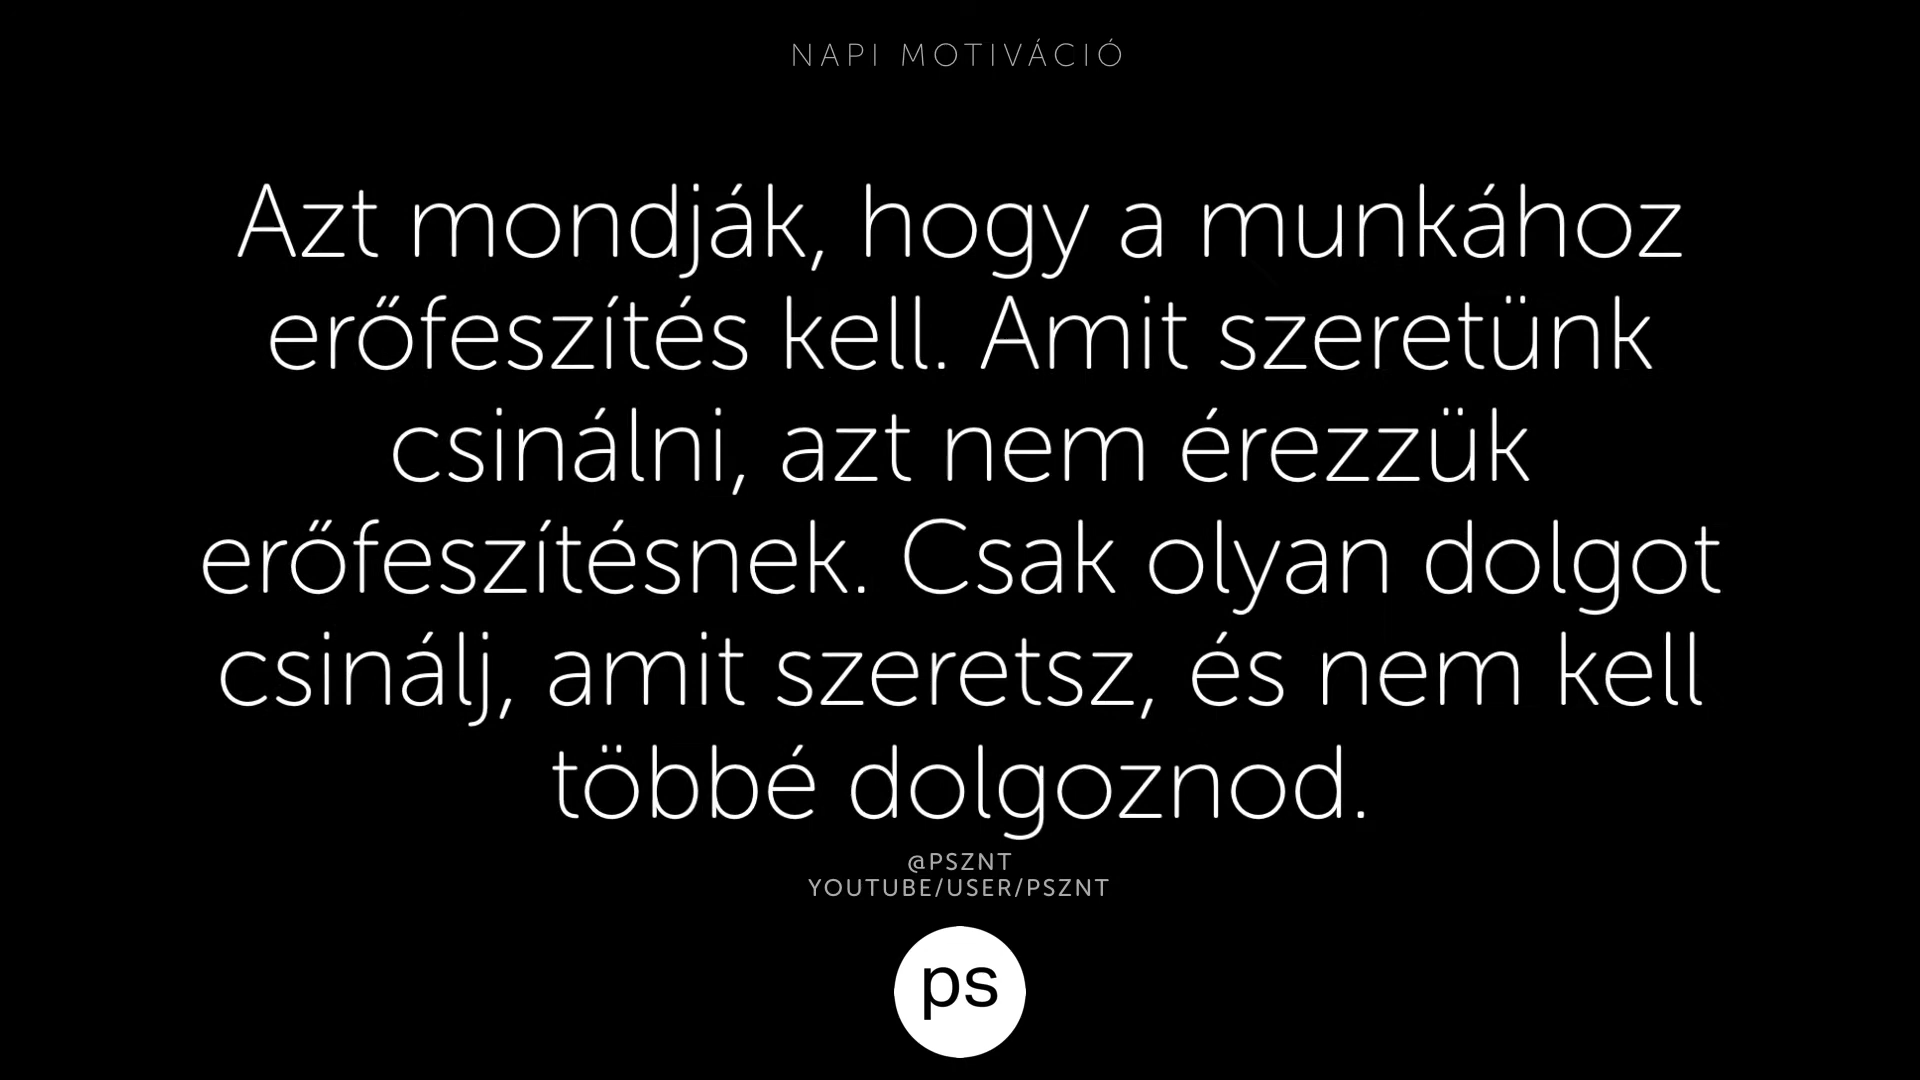 NAPI MOTIVÁCIÓ
Azt mondják, hogy a munkához
erőfeszítés kell. Amit szeretünk
csinálni, azt nem érezzük
erőfeszítésnek. Csak olyan dolgot
csinálj, amit szeretsz, és nem kell
többé dolgoznod.
@PSZNT
YOUTUBE/USER/PSZNT
ps